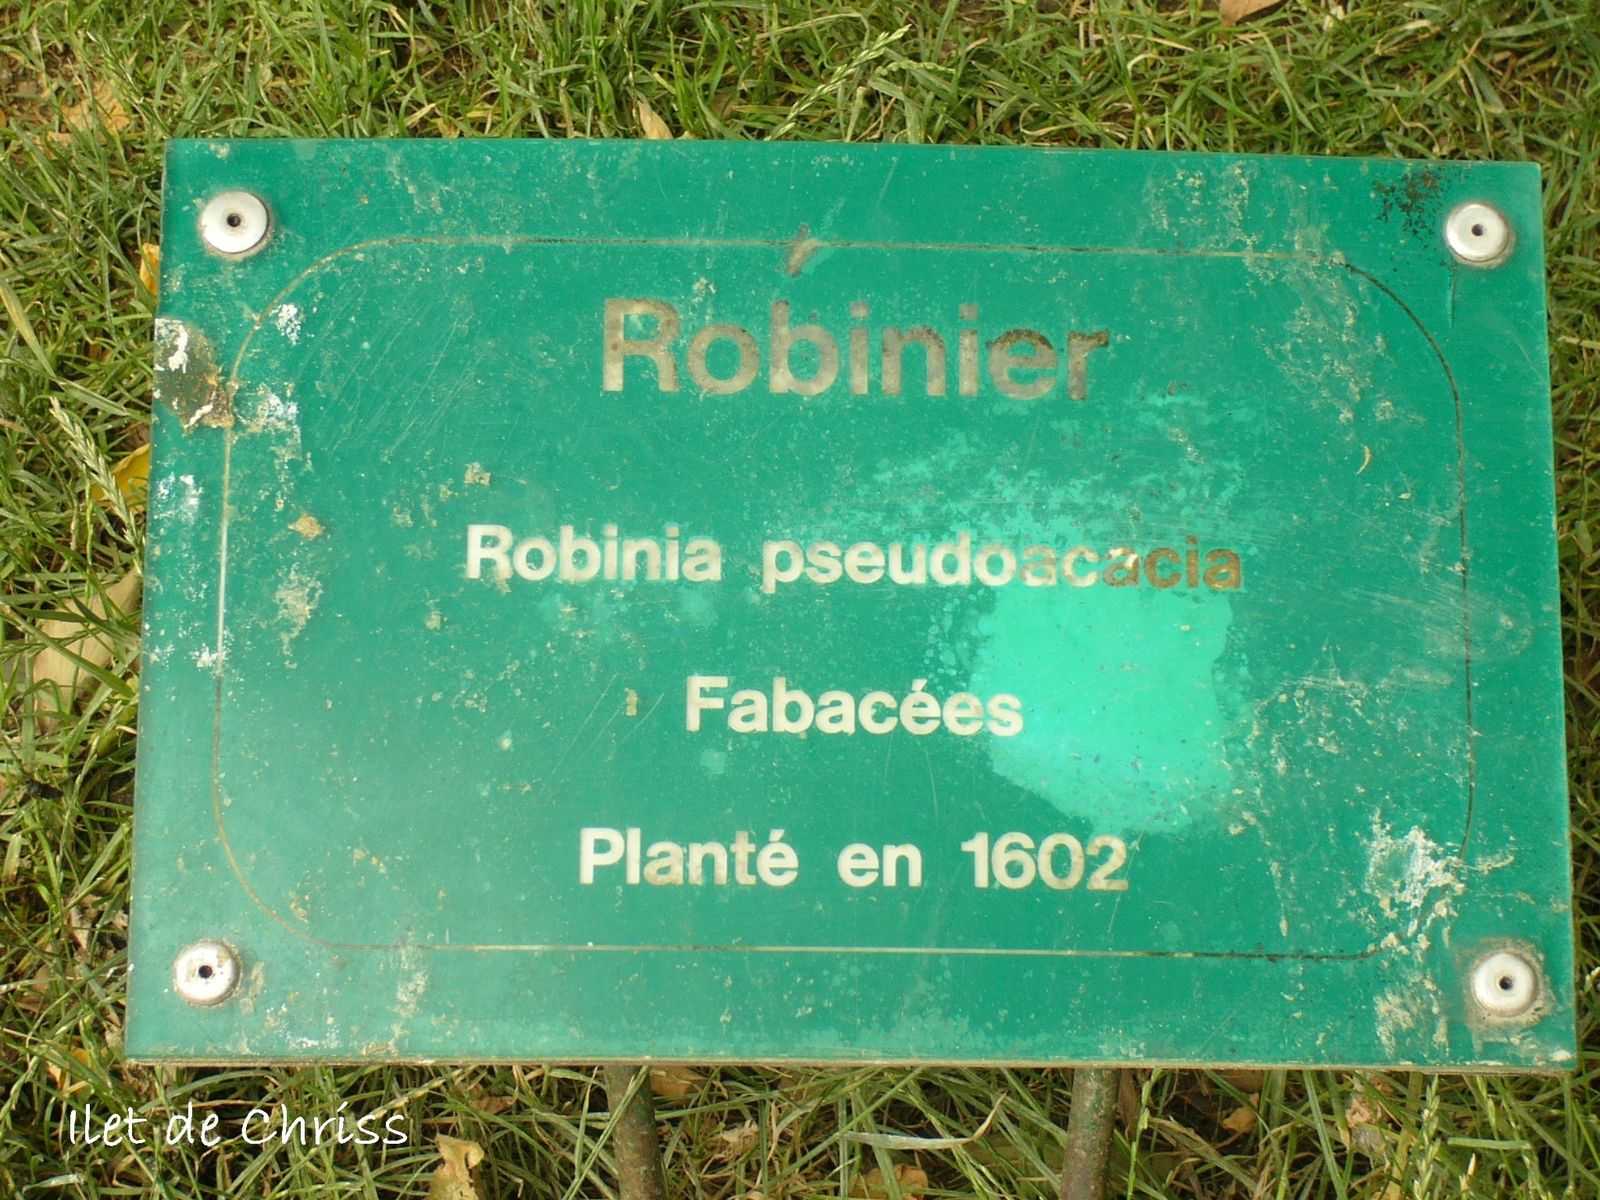 Robinier
Robinia pseudoacacia
Fabacées
Planté en 1602
Ilet de Chriss